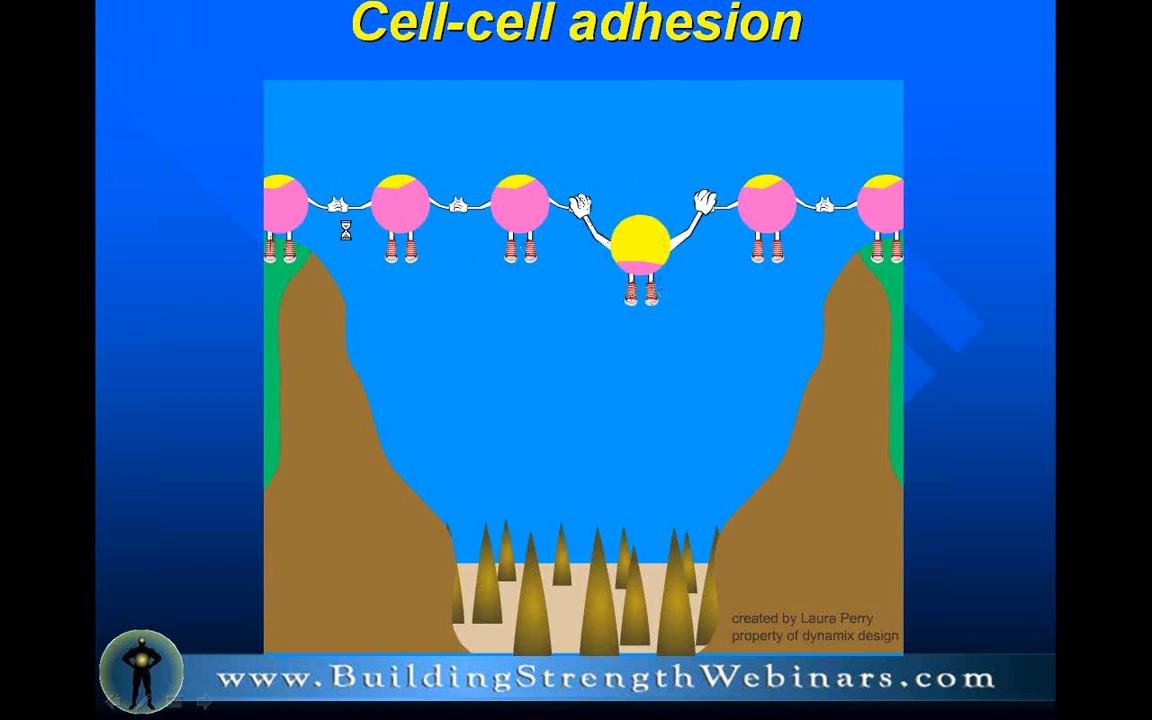 Cell-cell adhesion
created by Laura Perry
property of dynamix design
www.BuildingStrengthWebinars.com